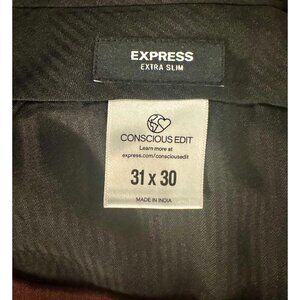 EXPRESS
EXTRA SLIM
CONSCIOUS EDIT
Learn more at
express.com/consciousedit
31 x 30
MADE IN INDIA